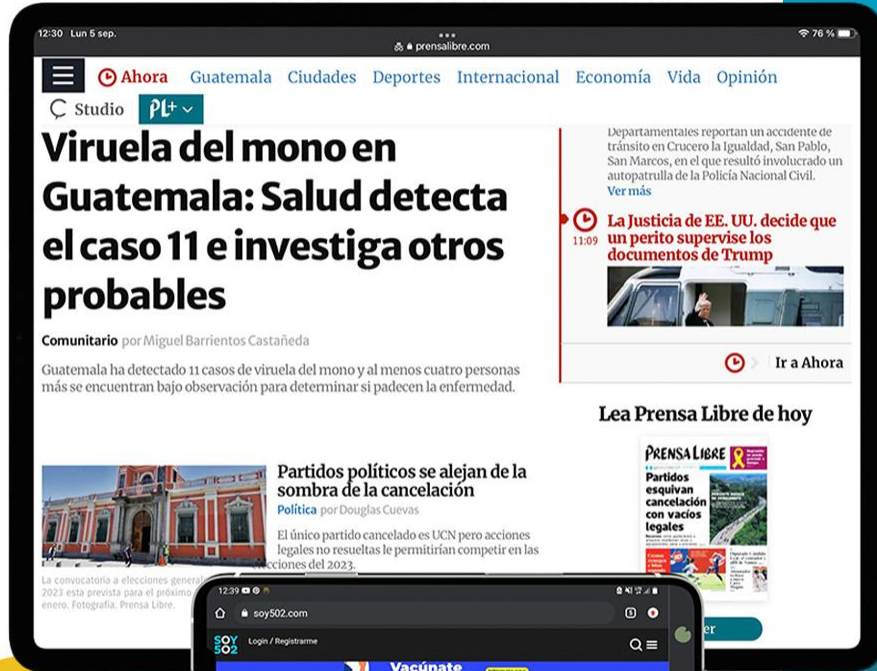 12:30 Lun 5 sep.
76 %
prensalibre.com
Ahora Guatemala Ciudades Deportes Internacional Economía Vida Opinión
Studio PL+
Viruela del mono en
Guatemala: Salud detecta
el caso 11 e investiga otros
probables
Comunitario por Miguel Barrientos Castañeda
Guatemala ha detectado 11 casos de viruela del mono y al menos cuatro personas
más se encuentran bajo observación para determinar si padecen la enfermedad.
Departamentales reportan un accidente de
tránsito en Crucero la Igualdad, San Pablo,
San Marcos, en el que resultó involucrado un
autopatrulla de la Policía Nacional Civil.
Ver más
11:09
La Justicia de EE. UU. decide que
un perito supervise los
documentos de Trump
Ir a Ahora
Lea Prensa Libre de hoy
PRENSA LIBRE
Partidos
esquivan
cancelación
con vacíos
legales
er
Partidos políticos se alejan de la
sombra de la cancelación
Política por Douglas Cuevas
El único partido cancelado es UCN pero acciones
legales no resueltas le permitirían competir en las
cciones del 2023.
La convocatoria a elecciones general
2023 esta prevista para el próximo
enero. Fotografía. Prensa Libre.
12:39
soy502.com
5
SOY
502
Login / Registrarme
Vacúnate